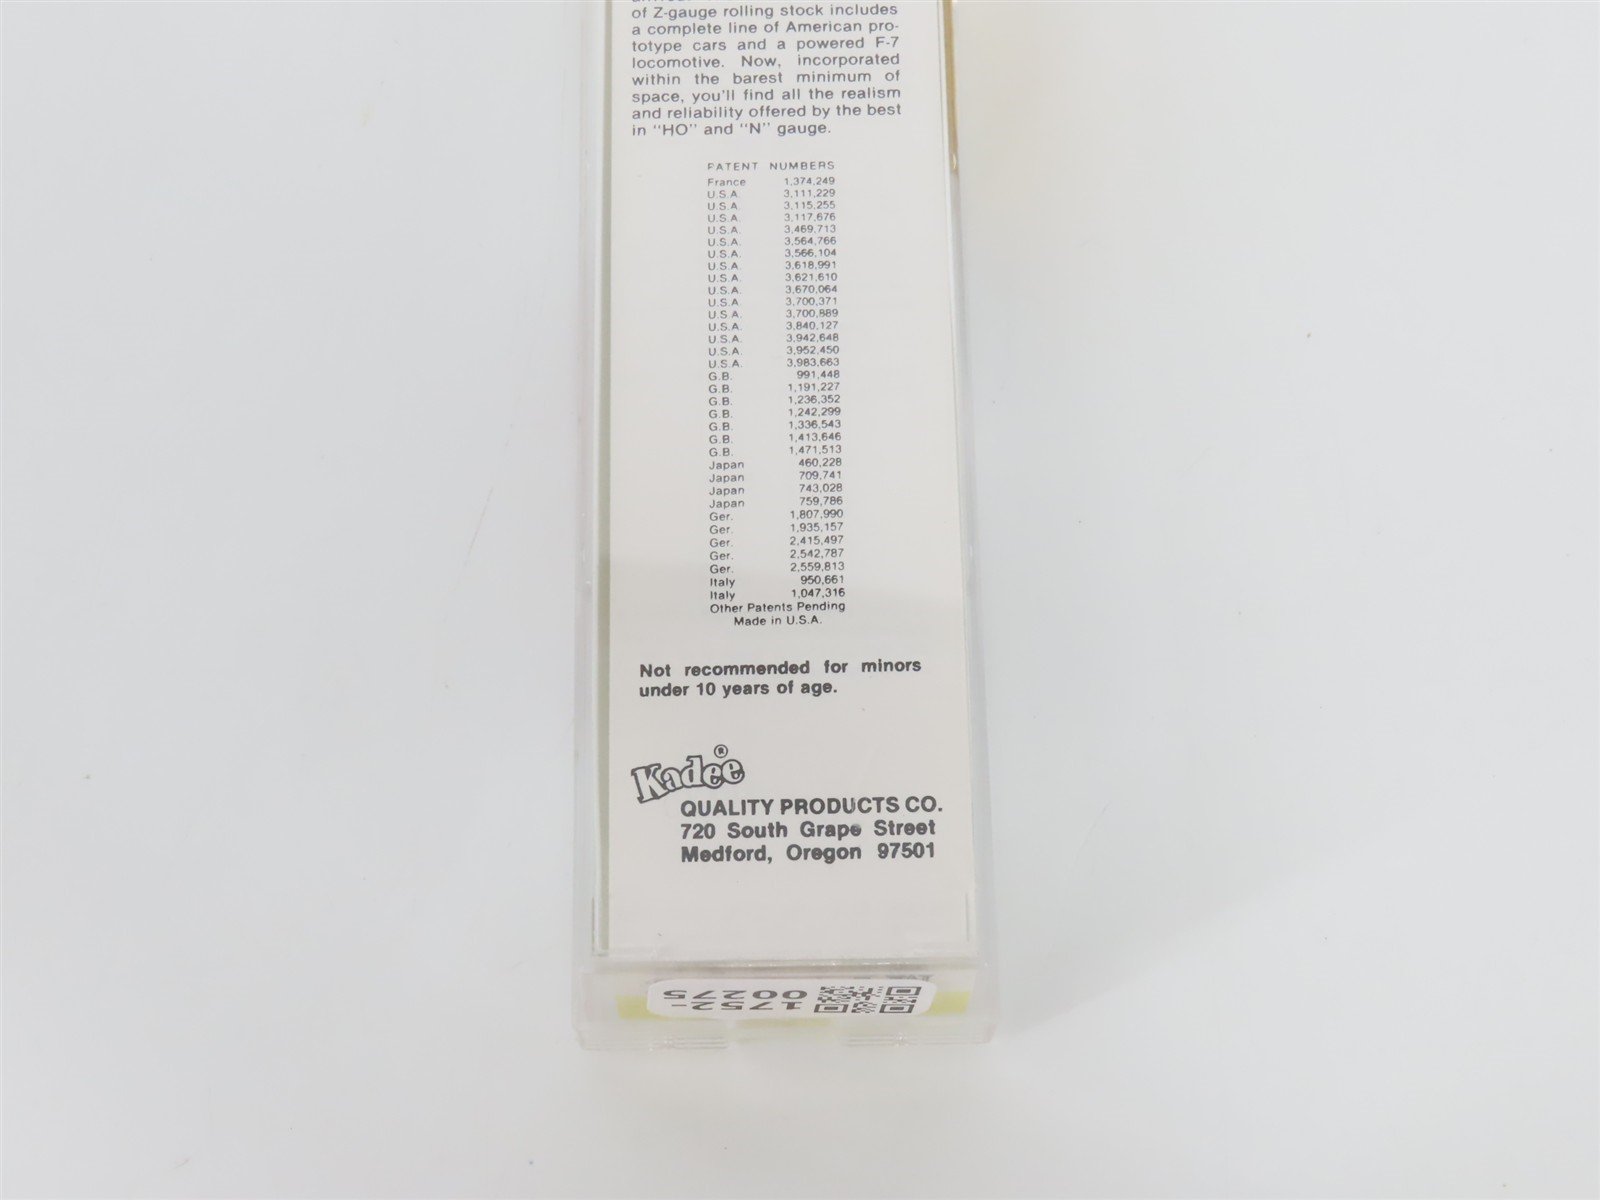 of Z-gauge rolling stock includes
a complete line of American pro-
totype cars and a powered F-7
locomotive. Now, incorporated
within the barest minimum of
space, you'll find all the realism
and reliability offered by the best
in "HO" and "N" gauge.
PATENT NUMBERS
France 1,374,249
U.S.A. 3,111,229
U.S.A. 3,115,255
U.S.A. 3,117,676
U.S.A. 3,469,713
U.S.A. 3,564,766
U.S.A. 3,566,104
U.S.A. 3,618,991
U.S.A. 3,621,610
U.S.A. 3,670,064
U.S.A. 3,700,371
U.S.A. 3,700,889
U.S.A. 3,840,127
U.S.A. 3,942,648
U.S.A. 3,952,450
U.S.A. 3,983,663
G.B. 991,448
G.B. 1,191,227
G.B. 1,236,352
G.B. 1,242,299
G.B. 1,336,543
G.B. 1,413,646
G.B. 1,471,513
Japan 460,228
Japan 709,741
Japan 743,028
Japan 759,786
Ger. 1,807,990
Ger. 1,935,157
Ger. 2,415,497
Ger. 2,542,787
Ger. 2,559,813
Italy 950,661
Italy 1,047,316
Other Patents Pending
Made in U.S.A.
Not recommended for minors
under 10 years of age.
Kadee®
QUALITY PRODUCTS CO.
720 South Grape Street
Medford, Oregon 97501
1752-
00275